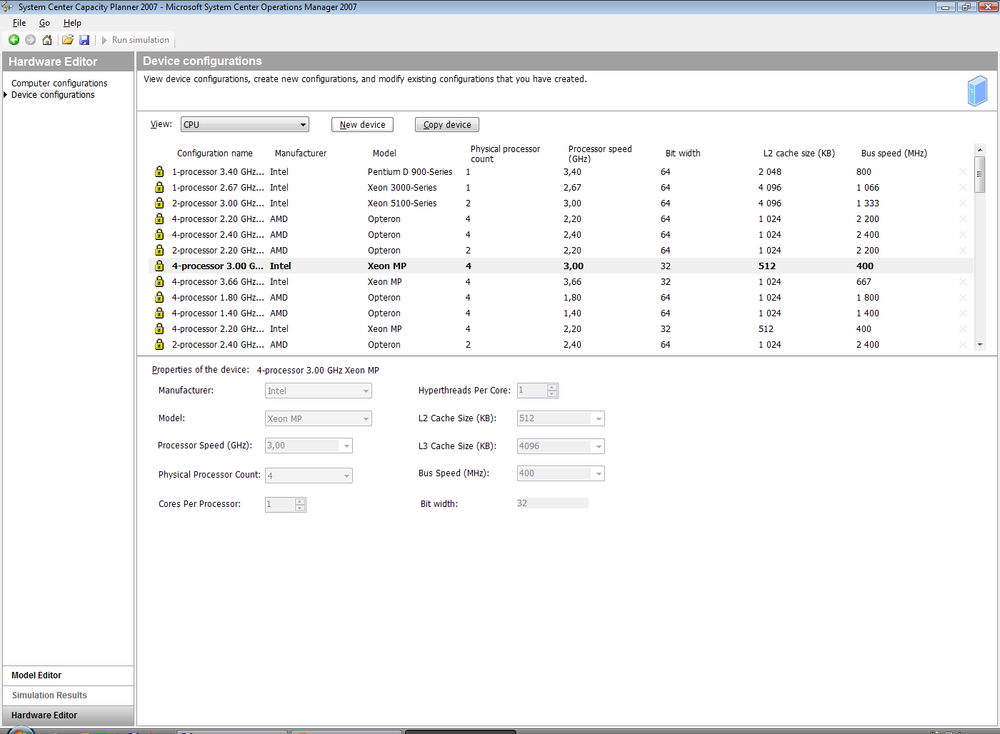 System Center Capacity Planner 2007 - Microsoft System Center Operations Manager 2007
File Go Help
Run simulation
Hardware Editor
Computer configurations
Device configurations
Device configurations
View device configurations, create new configurations, and modify existing configurations that you have created.
View: CPU New device Copy device
Configuration name Manufacturer Model Physical processor count Processor speed (GHz) Bit width L2 cache size (KB) Bus speed (MHz)
1-processor 3.40 GHz... Intel Pentium D 900-Series 1 3,40 64 2 048 800
1-processor 2.67 GHz... Intel Xeon 3000-Series 1 2,67 64 4 096 1 066
2-processor 3.00 GHz... Intel Xeon 5100-Series 2 3,00 64 4 096 1 333
4-processor 2.20 GHz... AMD Opteron 4 2,20 64 1 024 2 200
4-processor 2.40 GHz... AMD Opteron 4 2,40 64 1 024 2 400
2-processor 2.20 GHz... AMD Opteron 2 2,20 64 1 024 2 200
4-processor 3.00 G... Intel Xeon MP 4 3,00 32 512 400
4-processor 3.66 GHz... Intel Xeon MP 4 3,66 32 1 024 667
4-processor 1.80 GHz... AMD Opteron 4 1,80 64 1 024 1 800
4-processor 1.40 GHz... AMD Opteron 4 1,40 64 1 024 1 400
4-processor 2.20 GHz... Intel Xeon MP 4 2,20 32 512 400
2-processor 2.40 GHz... AMD Opteron 2 2,40 64 1 024 2 400
Properties of the device: 4-processor 3.00 GHz Xeon MP
Manufacturer: Intel Hyperthreads Per Core: 1
Model: Xeon MP L2 Cache Size (KB): 512
Processor Speed (GHz): 3,00 L3 Cache Size (KB): 4096
Physical Processor Count: 4 Bus Speed (MHz): 400
Cores Per Processor: 1 Bit width: 32
Model Editor
Simulation Results
Hardware Editor